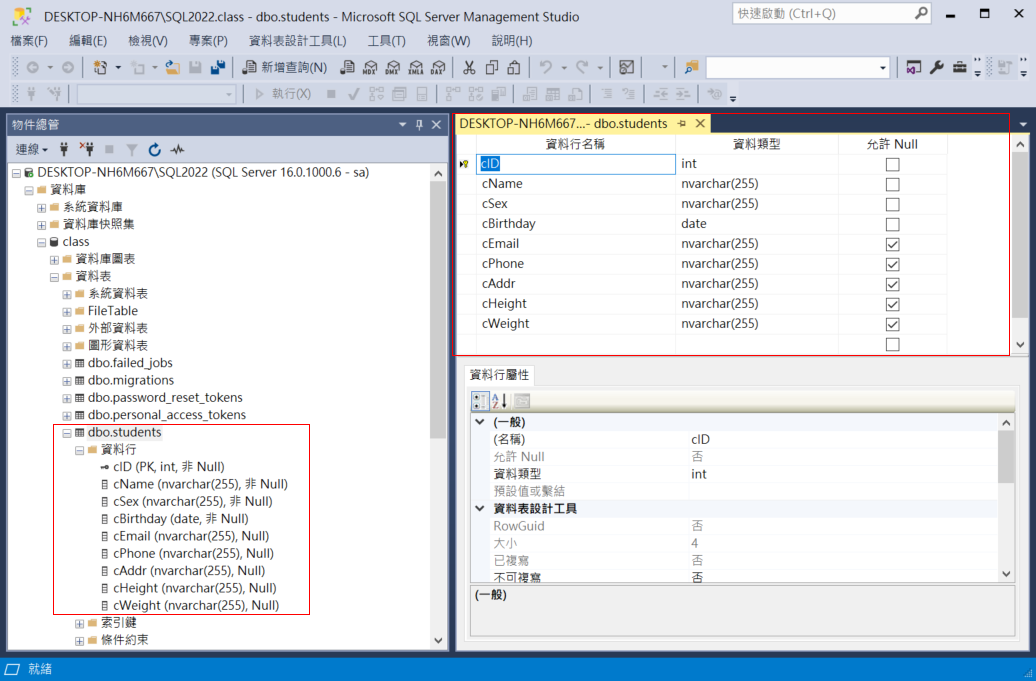 DESKTOP-NH6M667\SQL2022.class - dbo.students - Microsoft SQL Server Management Studio
快速啟動 (Ctrl+Q)
檔案(F) 編輯(E) 檢視(V) 專案(P) 資料表設計工具(L) 工具(T) 視窗(W) 說明(H)
新增查詢(N) MDX DMX XMLA DAX
執行(X)
物件總管
連線
DESKTOP-NH6M667\SQL2022 (SQL Server 16.0.1000.6 - sa)
資料庫
系統資料庫
資料庫快照集
class
資料庫圖表
資料表
系統資料表
FileTable
外部資料表
圖形資料表
dbo.failed_jobs
dbo.migrations
dbo.password_reset_tokens
dbo.personal_access_tokens
dbo.students
資料行
cID (PK, int, 非 Null)
cName (nvarchar(255), 非 Null)
cSex (nvarchar(255), 非 Null)
cBirthday (date, 非 Null)
cEmail (nvarchar(255), Null)
cPhone (nvarchar(255), Null)
cAddr (nvarchar(255), Null)
cHeight (nvarchar(255), Null)
cWeight (nvarchar(255), Null)
索引鍵
條件約束
DESKTOP-NH6M667...- dbo.students
資料行名稱 資料類型 允許 Null
cID int
cName nvarchar(255)
cSex nvarchar(255)
cBirthday date
cEmail nvarchar(255)
cPhone nvarchar(255)
cAddr nvarchar(255)
cHeight nvarchar(255)
cWeight nvarchar(255)
資料行屬性
(一般)
(名稱) cID
允許 Null 否
資料類型 int
預設值或繫結
資料表設計工具
RowGuid 否
大小 4
已複寫 否
不可複寫 否
(一般)
就緒